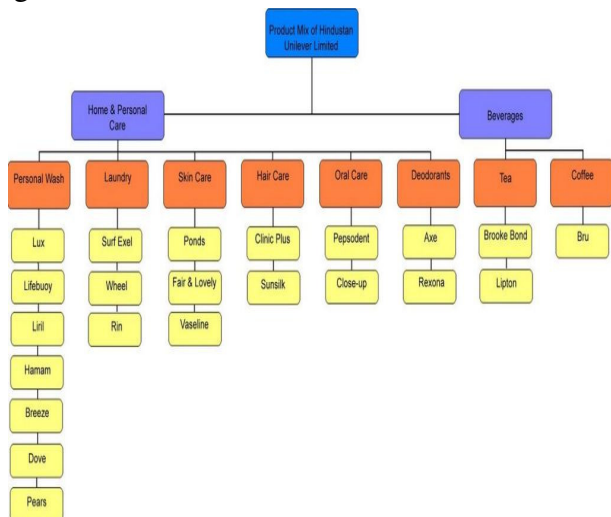 Product Mix of Hindustan
Unilever Limited
Home & Personal
Care
Beverages
Personal Wash
Laundry
Skin Care
Hair Care
Oral Care
Deodorants
Tea
Coffee
Lux
Surf Exel
Ponds
Clinic Plus
Pepsodent
Axe
Brooke Bond
Bru
Lifebuoy
Wheel
Fair & Lovely
Sunsilk
Close-up
Rexona
Lipton
Liril
Rin
Vaseline
Hamam
Breeze
Dove
Pears